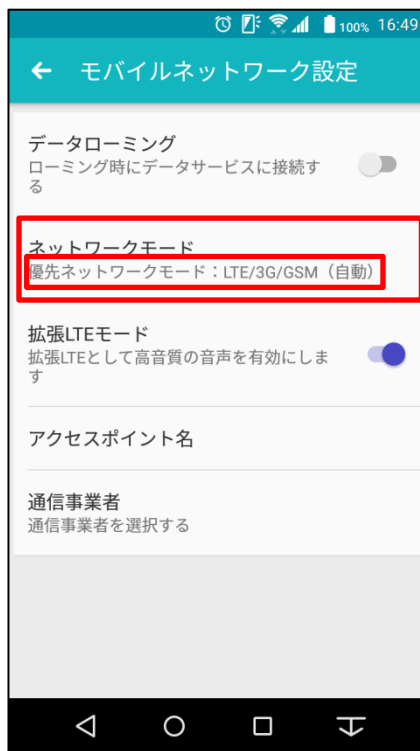 100% 16:49
モバイルネットワーク設定
データローミング
ローミング時にデータサービスに接続す
る
ネットワークモード
優先ネットワークモード：LTE/3G/GSM（自動）
拡張LTEモード
拡張LTEとして高音質の音声を有効にしま
す
アクセスポイント名
通信事業者
通信事業者を選択する